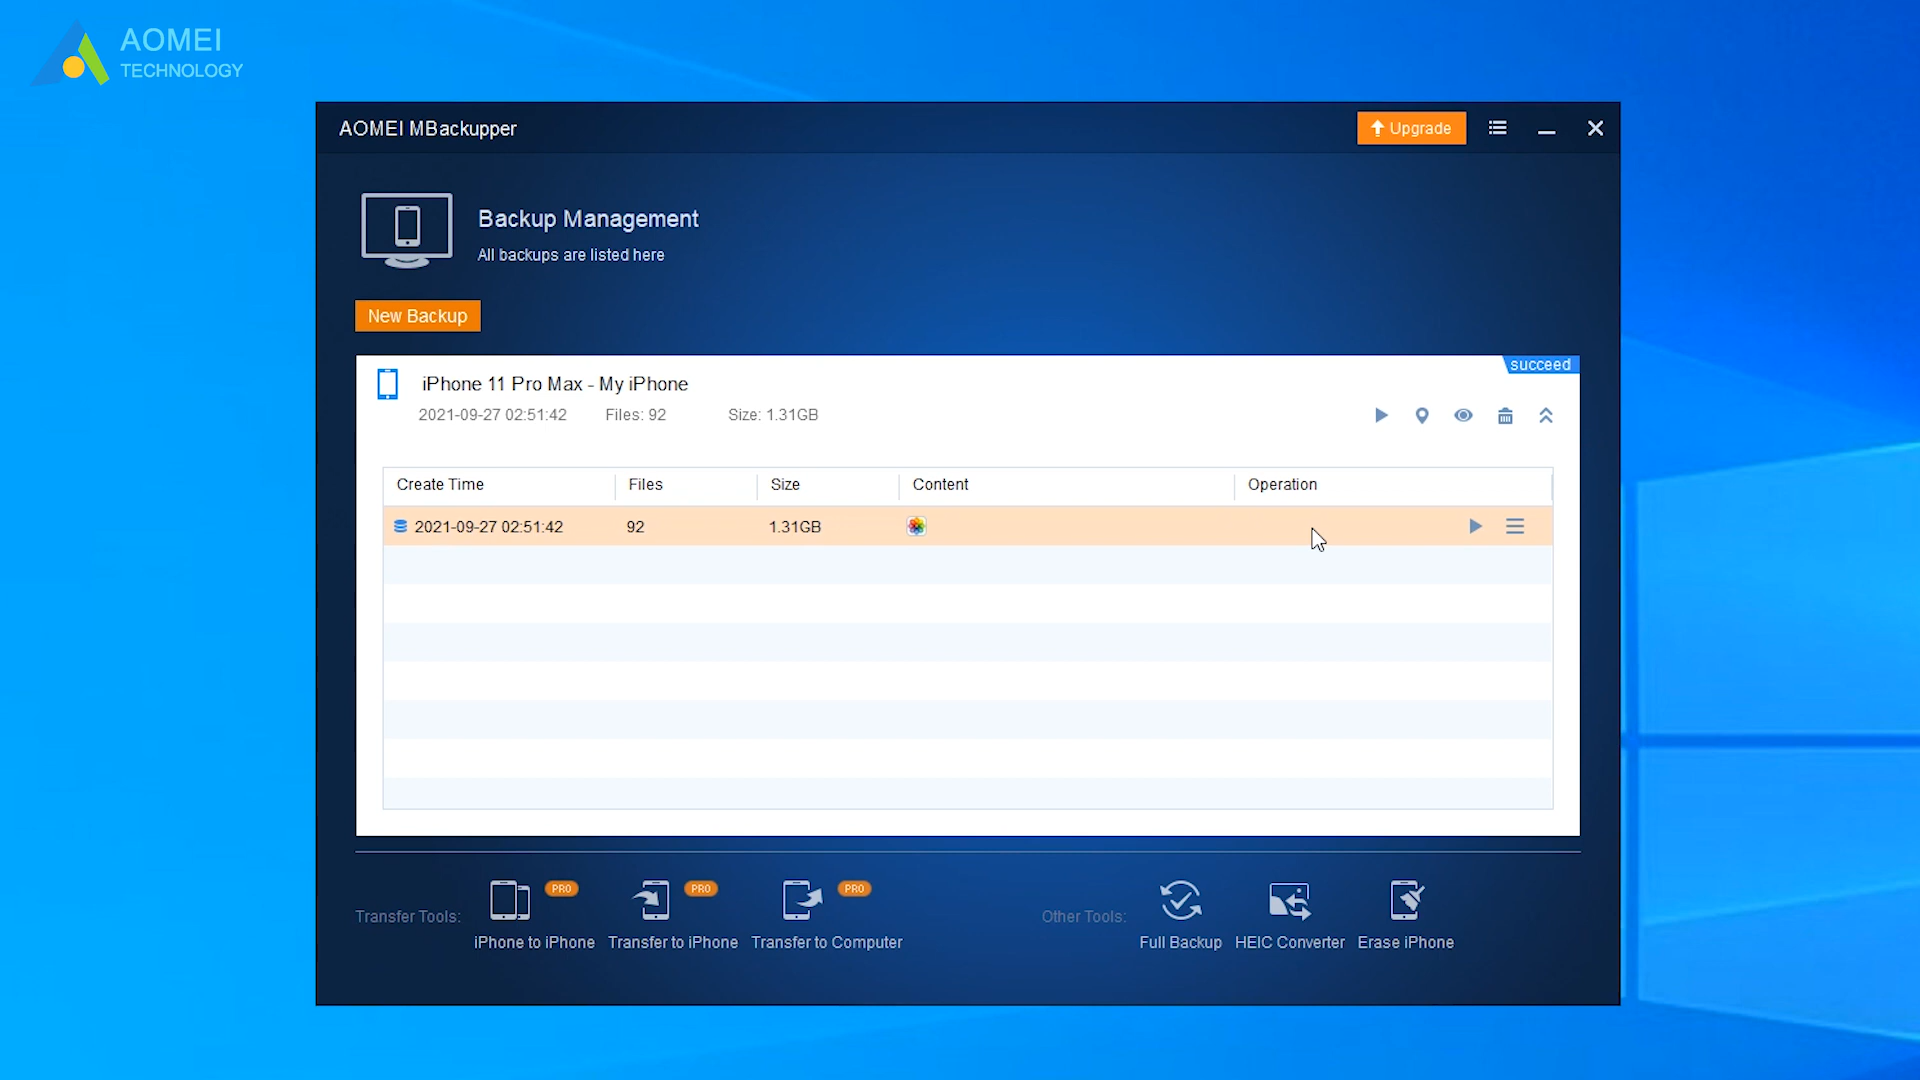 AOMEI
TECHNOLOGY
AOMEI MBackupper
Upgrade
Backup Management
All backups are listed here
New Backup
succeed
iPhone 11 Pro Max - My iPhone
2021-09-27 02:51:42 Files: 92 Size: 1.31GB
Create Time Files Size Content Operation
2021-09-27 02:51:42 92 1.31GB
PRO PRO PRO
Transfer Tools: Other Tools:
iPhone to iPhone Transfer to iPhone Transfer to Computer Full Backup HEIC Converter Erase iPhone